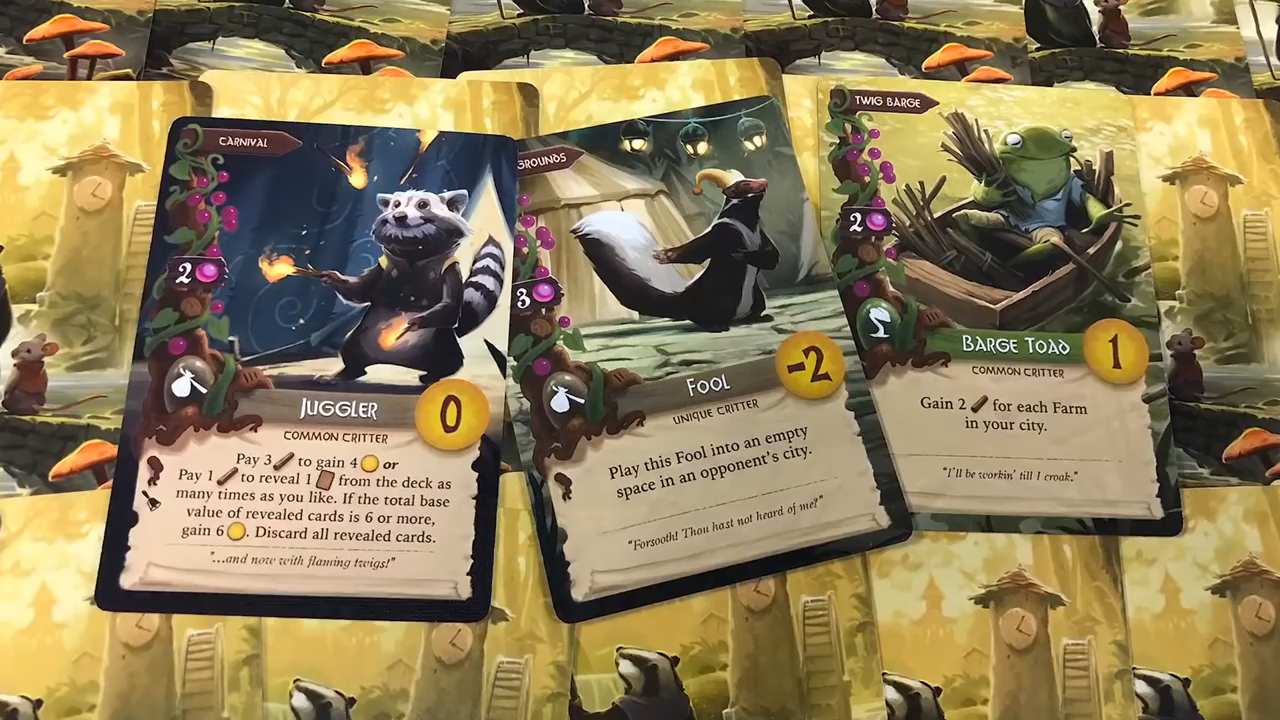 CARNIVAL
2
JUGGLER
0
COMMON CRITTER
Pay 3 to gain 4 or
Pay 1 to reveal 1 from the deck as
many times as you like. If the total base
value of revealed cards is 6 or more,
gain 6 . Discard all revealed cards.
"...and now with flaming twigs!"
GROUNDS
3
FOOL
-2
UNIQUE CRITTER
Play this Fool into an empty
space in an opponent's city.
"Forsooth! Thou hast not heard of me?"
TWIG BARGE
2
BARGE TOAD
1
COMMON CRITTER
Gain 2 for each Farm
in your city.
"I'll be workin' till I croak."